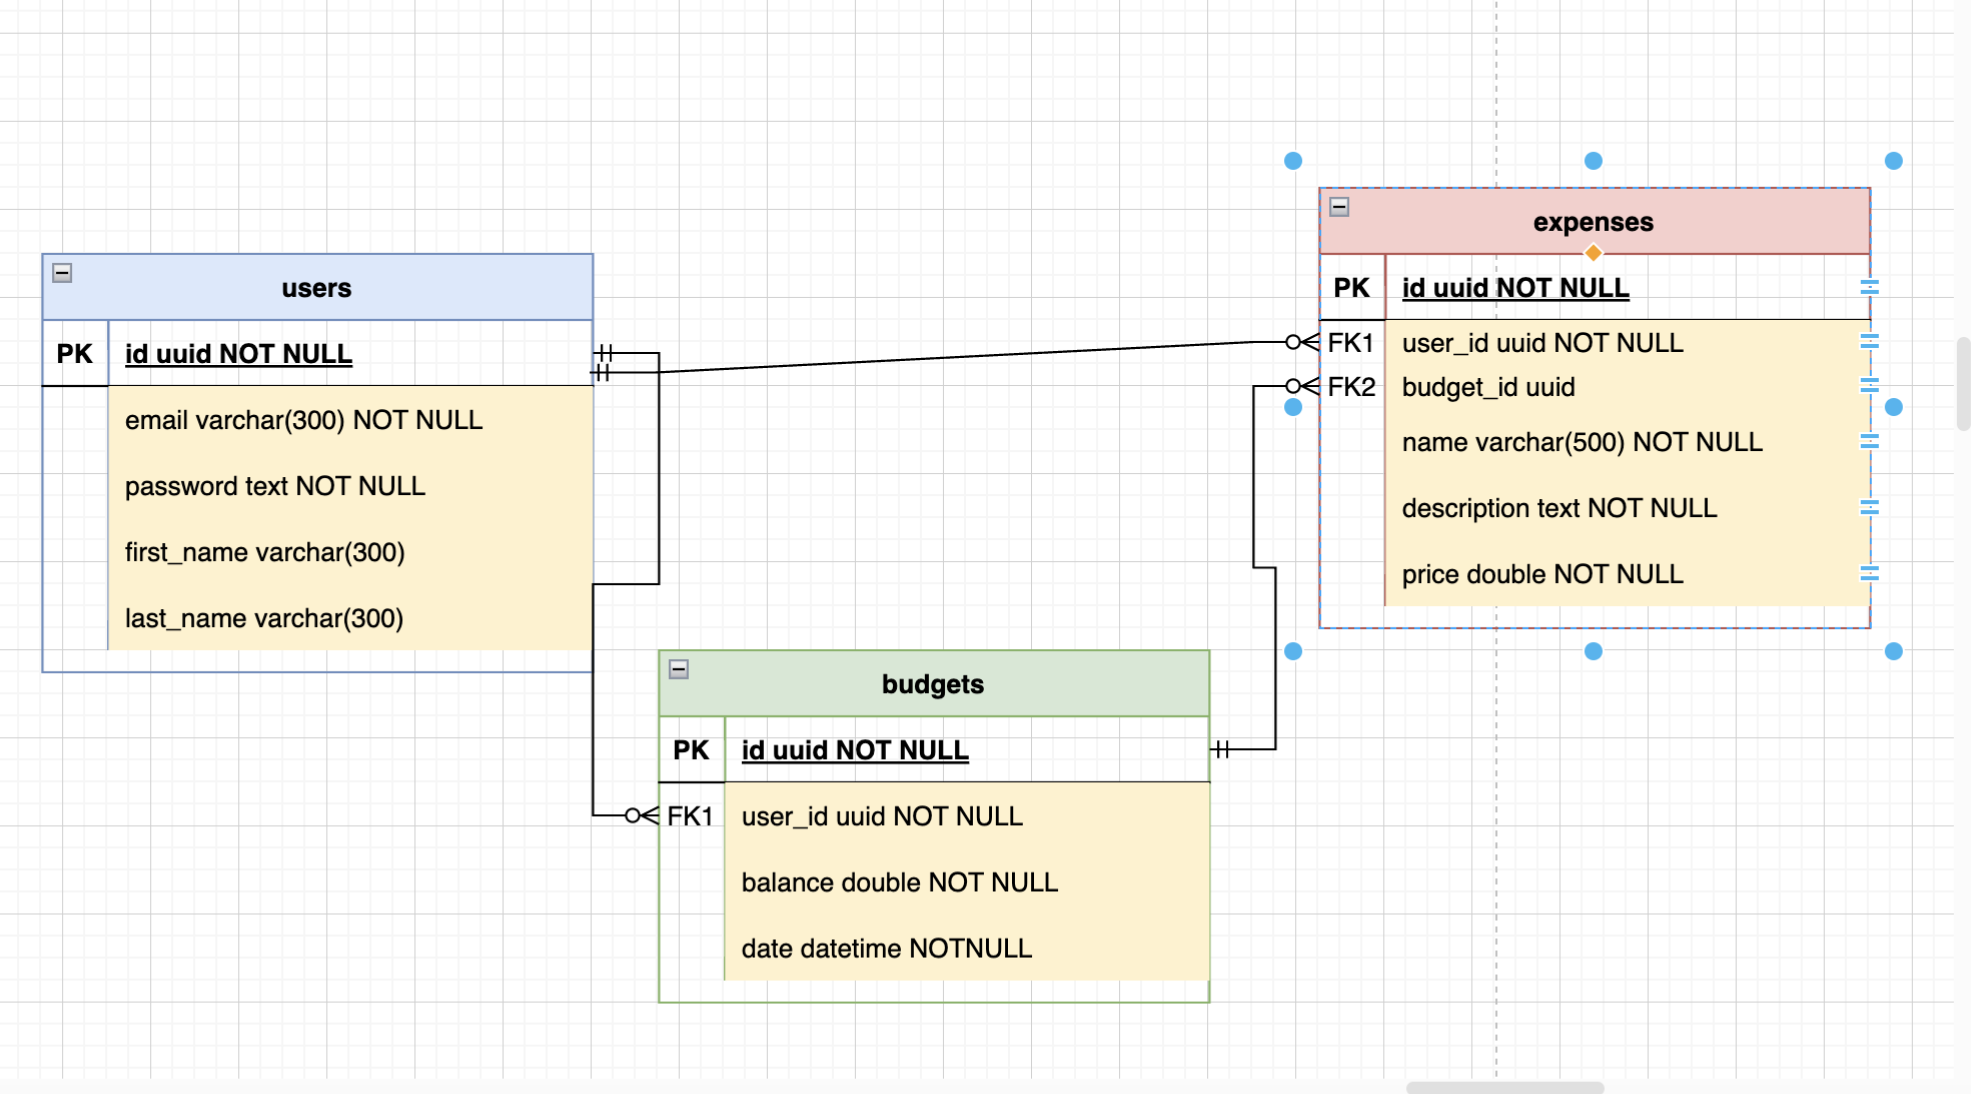 users
PK id uuid NOT NULL
email varchar(300) NOT NULL
password text NOT NULL
first_name varchar(300)
last_name varchar(300)
expenses
PK id uuid NOT NULL
FK1 user_id uuid NOT NULL
FK2 budget_id uuid
name varchar(500) NOT NULL
description text NOT NULL
price double NOT NULL
budgets
PK id uuid NOT NULL
FK1 user_id uuid NOT NULL
balance double NOT NULL
date datetime NOTNULL